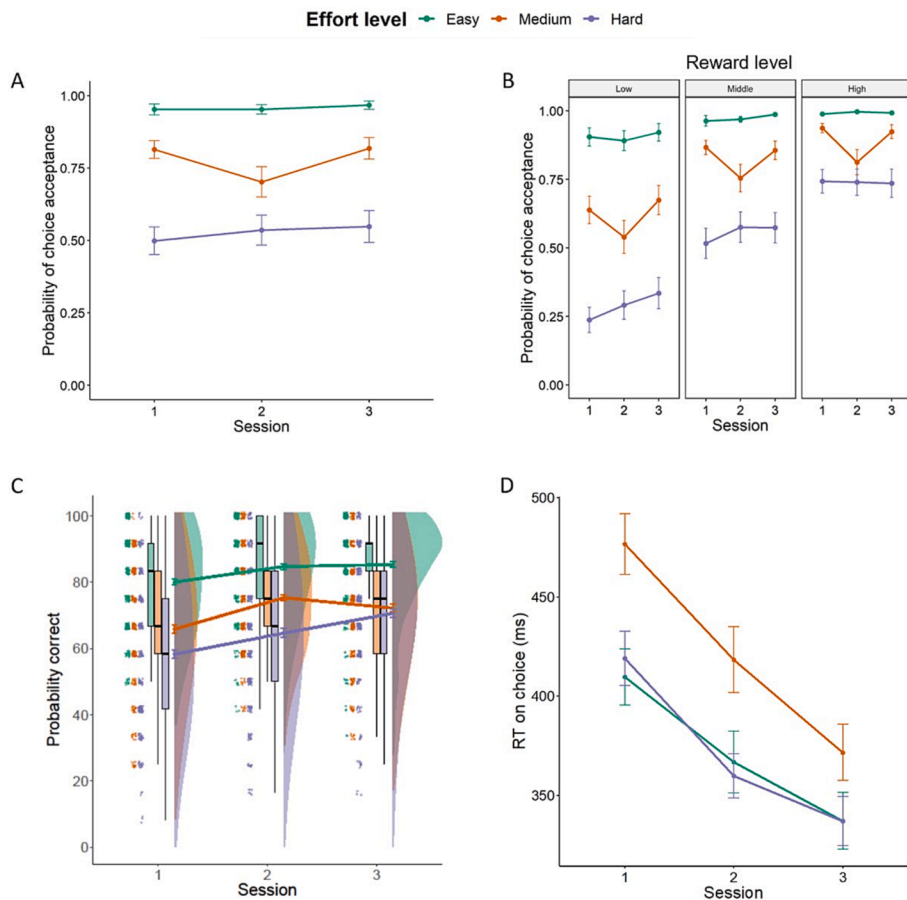 Effort level Easy Medium Hard
A
Probability of choice acceptance
1.00
0.75
0.50
0.25
0.00
1 2 3
Session
B
Reward level
Low Middle High
Probability of choice acceptance
1.00
0.75
0.50
0.25
0.00
1 2 3 1 2 3 1 2 3
Session
C
Probability correct
100
80
60
40
20
0
1 2 3
Session
D
RT on choice (ms)
500
450
400
350
1 2 3
Session